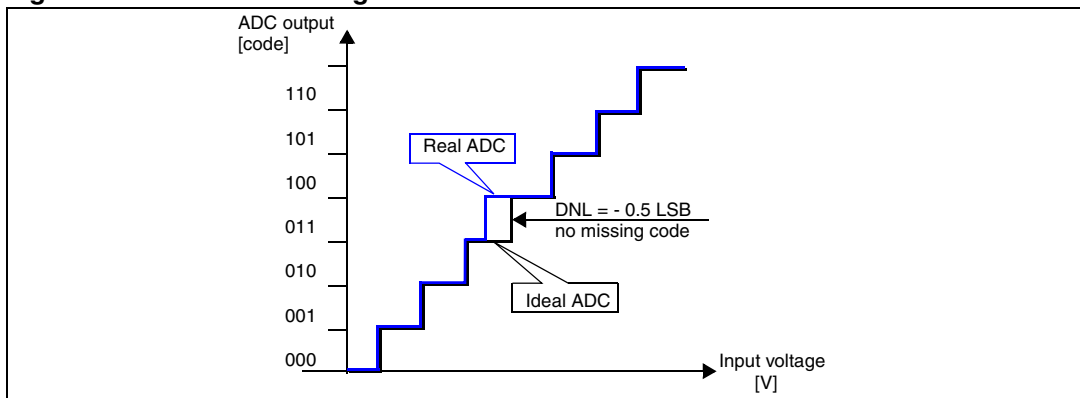 ADC output
[code]
110
101
100
011
010
001
000
Real ADC
DNL = - 0.5 LSB
no missing code
Ideal ADC
Input voltage
[V]